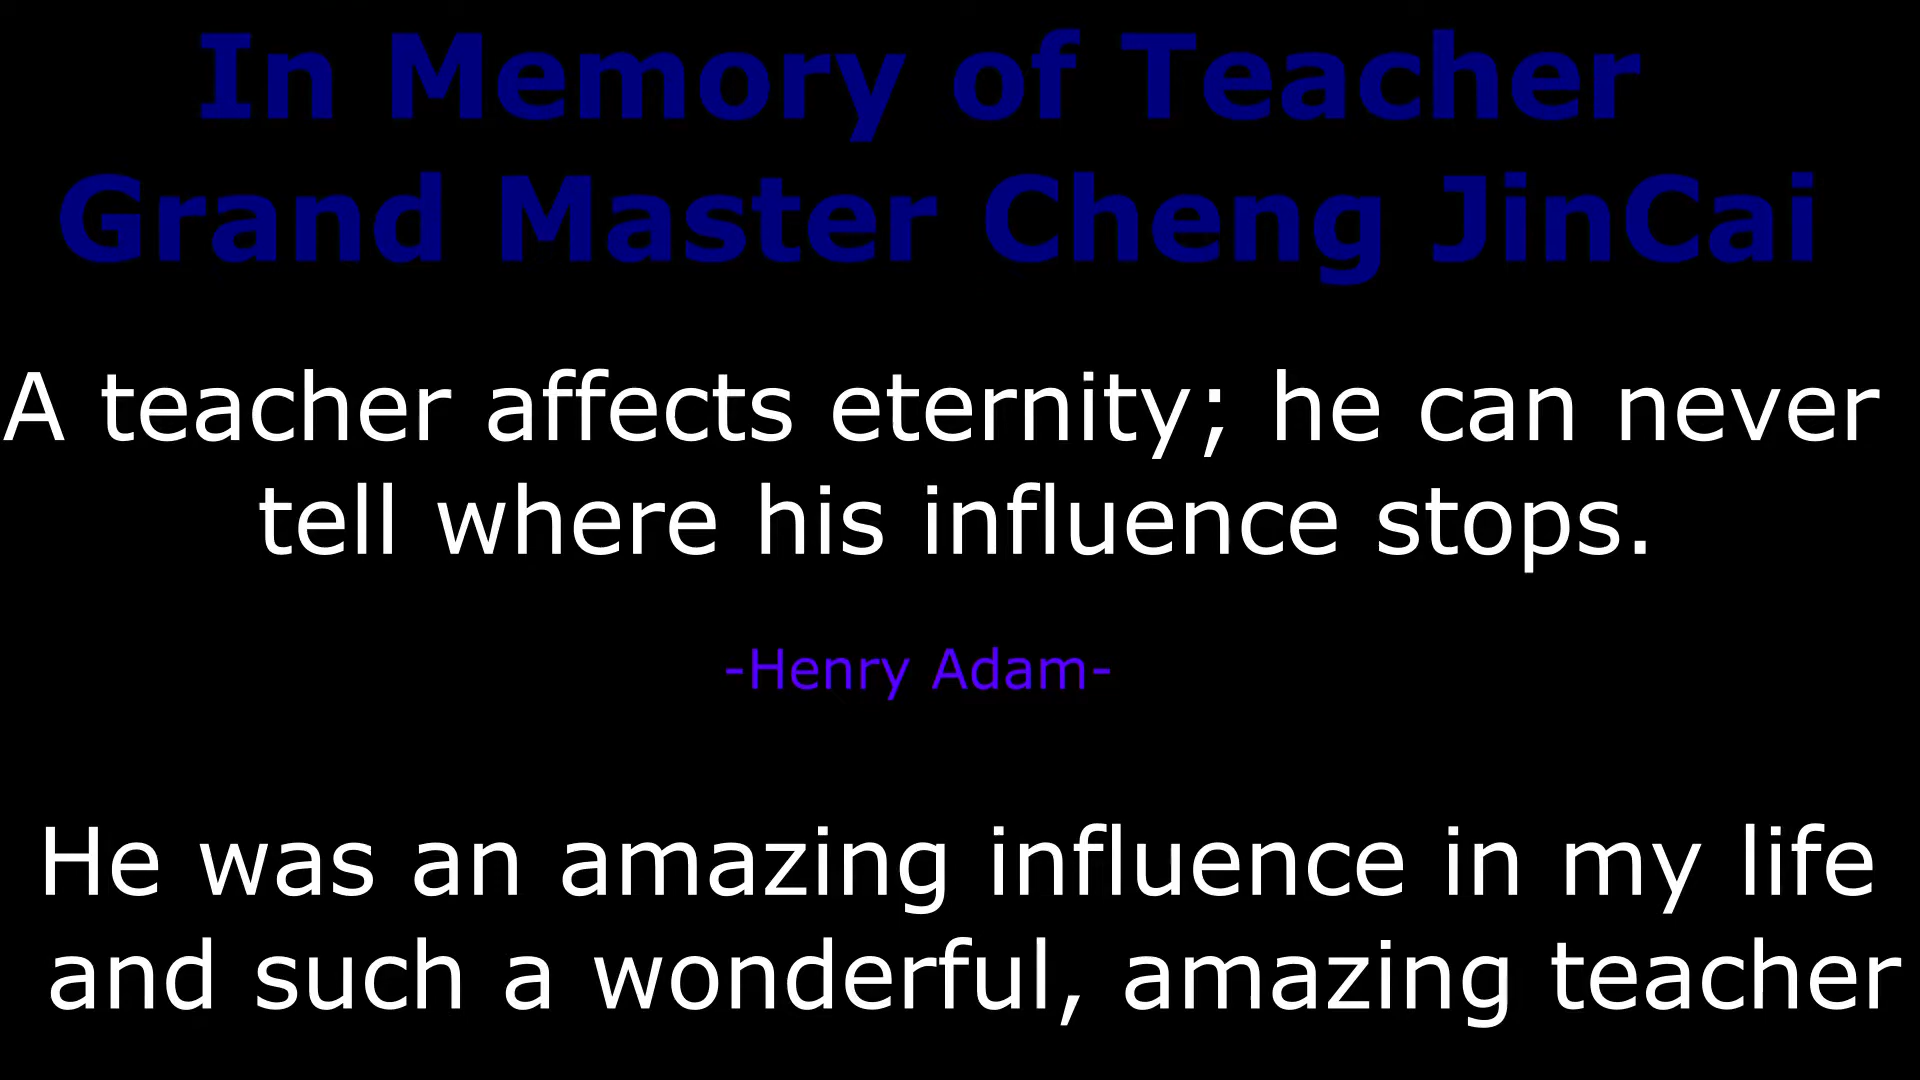 In Memory of Teacher
Grand Master Cheng JinCai
A teacher affects eternity; he can never
tell where his influence stops.
-Henry Adam-
He was an amazing influence in my life
and such a wonderful, amazing teacher